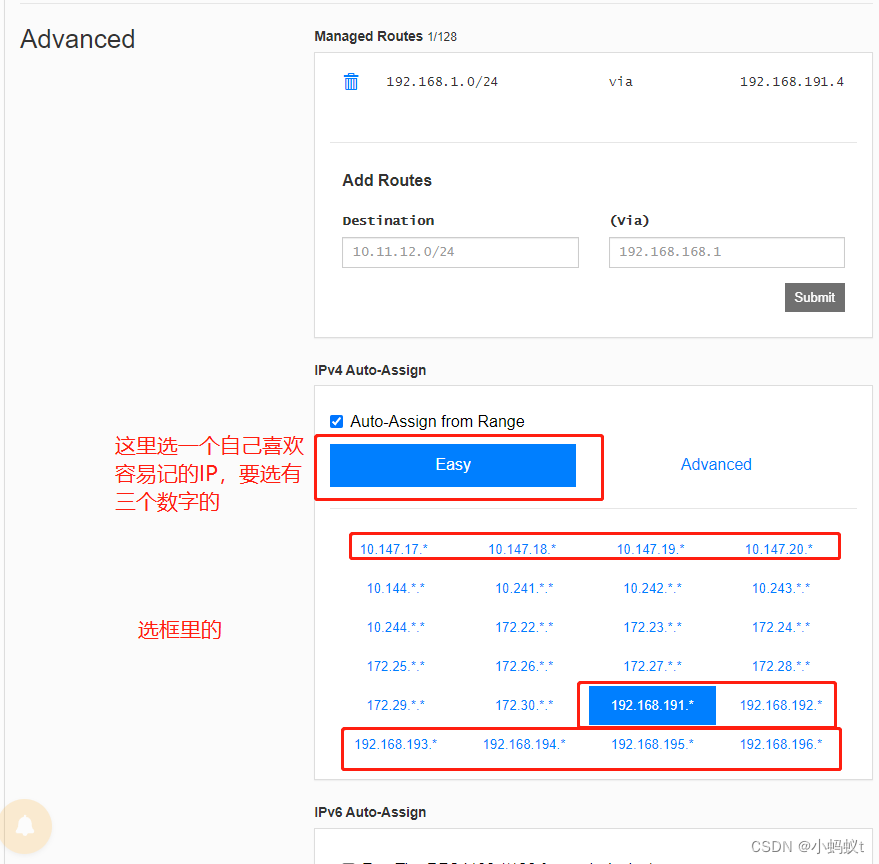 Advanced
Managed Routes 1/128
192.168.1.0/24 via 192.168.191.4
Add Routes
Destination (Via)
10.11.12.0/24 192.168.168.1
Submit
IPv4 Auto-Assign
Auto-Assign from Range
Easy Advanced
这里选一个自己喜欢
容易记的IP，要选有
三个数字的
10.147.17.* 10.147.18.* 10.147.19.* 10.147.20.*
10.144.*.* 10.241.*.* 10.242.*.* 10.243.*.*
选框里的
10.244.*.* 172.22.*.* 172.23.*.* 172.24.*.*
172.25.*.* 172.26.*.* 172.27.*.* 172.28.*.*
172.29.*.* 172.30.*.* 192.168.191.* 192.168.192.*
192.168.193.* 192.168.194.* 192.168.195.* 192.168.196.*
IPv6 Auto-Assign
CSDN @小蚂蚁t